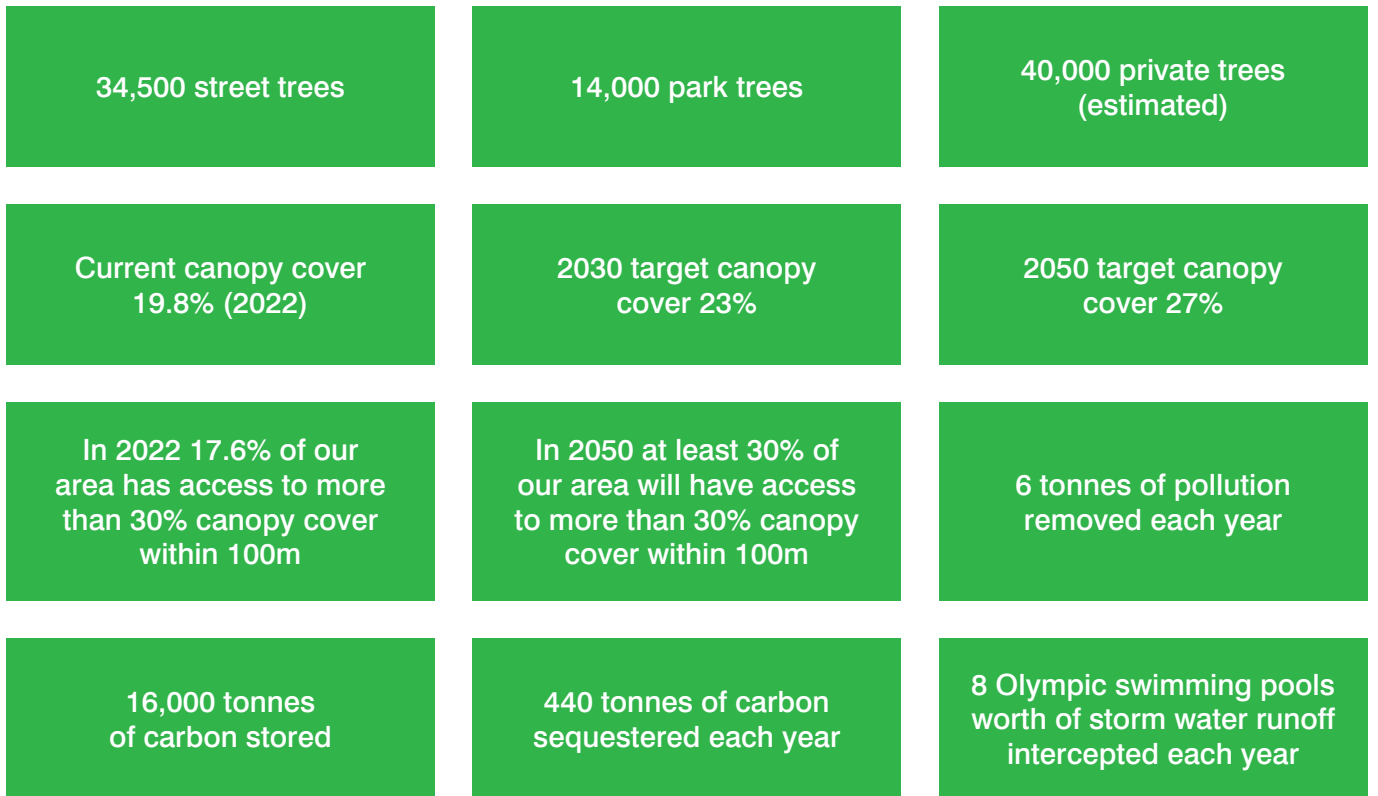 34,500 street trees
14,000 park trees
40,000 private trees
(estimated)
Current canopy cover
19.8% (2022)
2030 target canopy
cover 23%
2050 target canopy
cover 27%
In 2022 17.6% of our
area has access to more
than 30% canopy cover
within 100m
In 2050 at least 30% of
our area will have access
to more than 30% canopy
cover within 100m
6 tonnes of pollution
removed each year
16,000 tonnes
of carbon stored
440 tonnes of carbon
sequestered each year
8 Olympic swimming pools
worth of storm water runoff
intercepted each year